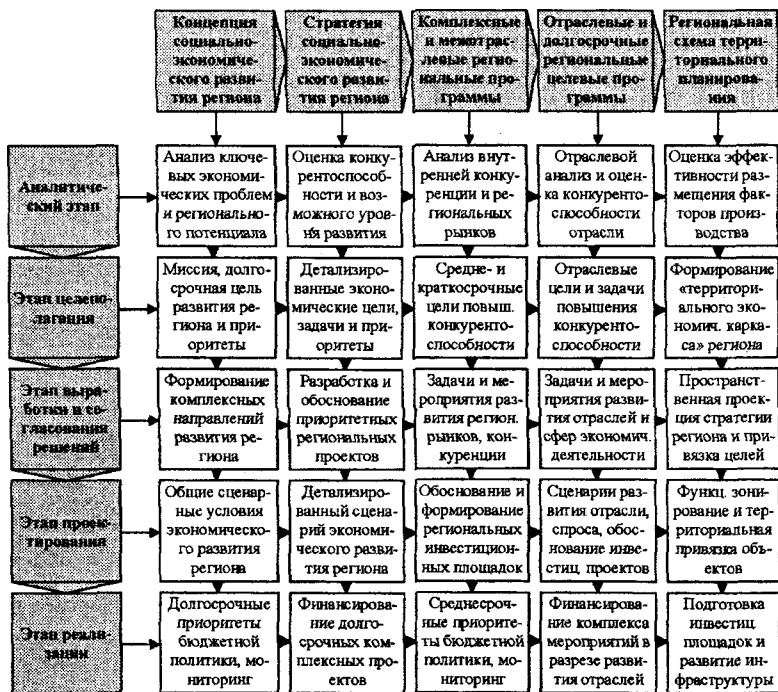 Концепция
социально-
экономичес-
кого разви-
тия региона
Стратегия
социально-
экономичес-
кого разви-
тия региона
Комплексные
и межотрас-
левые регио-
нальные про-
граммы
Отраслевые и
долгосрочные
региональные
целевые про-
граммы
Региональная
схема терри-
ториального
планирова-
ния
Аналитиче-
ский этап
Анализ ключе-
вых экономи-
ческих проблем
и регионально-
го потенциала
Оценка конку-
рентоспособ-
ности и воз-
можного уров-
ня развития
Анализ внут-
ренней конку-
ренции и ре-
гиональных
рынков
Отраслевой
анализ и оцен-
ка конкуренто-
способности
отрасли
Оценка эффек-
тивности раз-
мещения фак-
торов произ-
водства
Этап целепо-
лагания
Миссия, долго-
срочная цель
развития ре-
гиона и при-
оритеты
Детализиро-
ванные эконо-
мические цели,
задачи и при-
оритеты
Средне- и
краткосрочные
цели повыш.
конкуренто-
способности
Отраслевые
цели и задачи
повышения
конкуренто-
способности
Формирование
«территори-
ального эко-
номич. карка-
са» региона
Этап выра-
ботки и со-
гласования
решений
Формирование
комплексных
направлений
развития ре-
гиона
Разработка и
обоснование
приоритетных
региональных
проектов
Задачи и ме-
роприятия раз-
вития регион.
рынков, кон-
куренции
Задачи и меро-
приятия разви-
тия отраслей и
сфер экономич.
деятельности
Пространст-
венная проек-
ция стратегии
региона и при-
вязка целей
Этап проек-
тирования
Общие сценар-
ные условия
экономического
развития
региона
Детализиро-
ванный сцена-
рий экономи-
ческого разви-
тия региона
Обоснование и
формирование
региональных
инвестицион-
ных площадок
Сценарии раз-
вития отрасли,
спроса, обос-
нование инве-
стиц. проектов
Функц. зони-
рование и тер-
риториальная
привязка объ-
ектов
Этап реали-
зации
Долгосрочные
приоритеты
бюджетной
политики, мо-
ниторинг
Финансирова-
ние долго-
срочных ком-
плексных про-
ектов
Среднесрочные
приорите-
ты бюджетной
политики, мо-
ниторинг
Финансирова-
ние комплекса
мероприятий в
разрезе разви-
тия отраслей
Подготовка
инвестиц.
площадок и
развитие ин-
фраструктуры